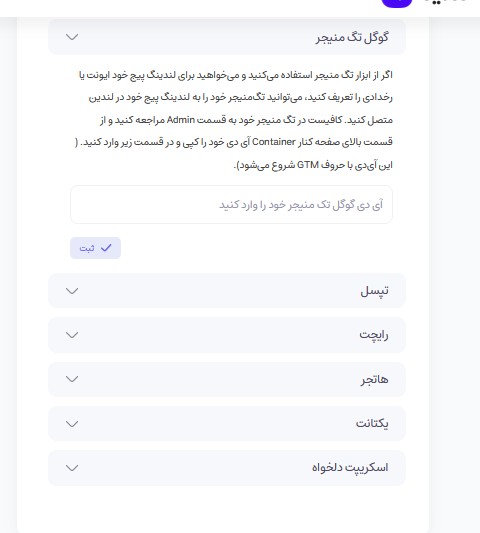 گوگل تگ منیجر
اگر از ابزار تگ منیجر استفاده می‌کنید و می‌خواهید برای لندینگ پیج خود ایونت یا
رخدادی را تعریف کنید، می‌توانید تگ‌منیجر خود را به لندینگ پیج خود در لندین
متصل کنید. کافیست در تگ منیجر خود به قسمت Admin مراجعه کنید و از
قسمت بالای صفحه کنار Container آی دی خود را کپی و در قسمت زیر وارد کنید. (
این آی‌دی با حروف GTM شروع می‌شود).
آی دی گوگل تک منیجر خود را وارد کنید
ثبت
تپسل
رایچت
هاتجر
یکتانت
اسکریپت دلخواه